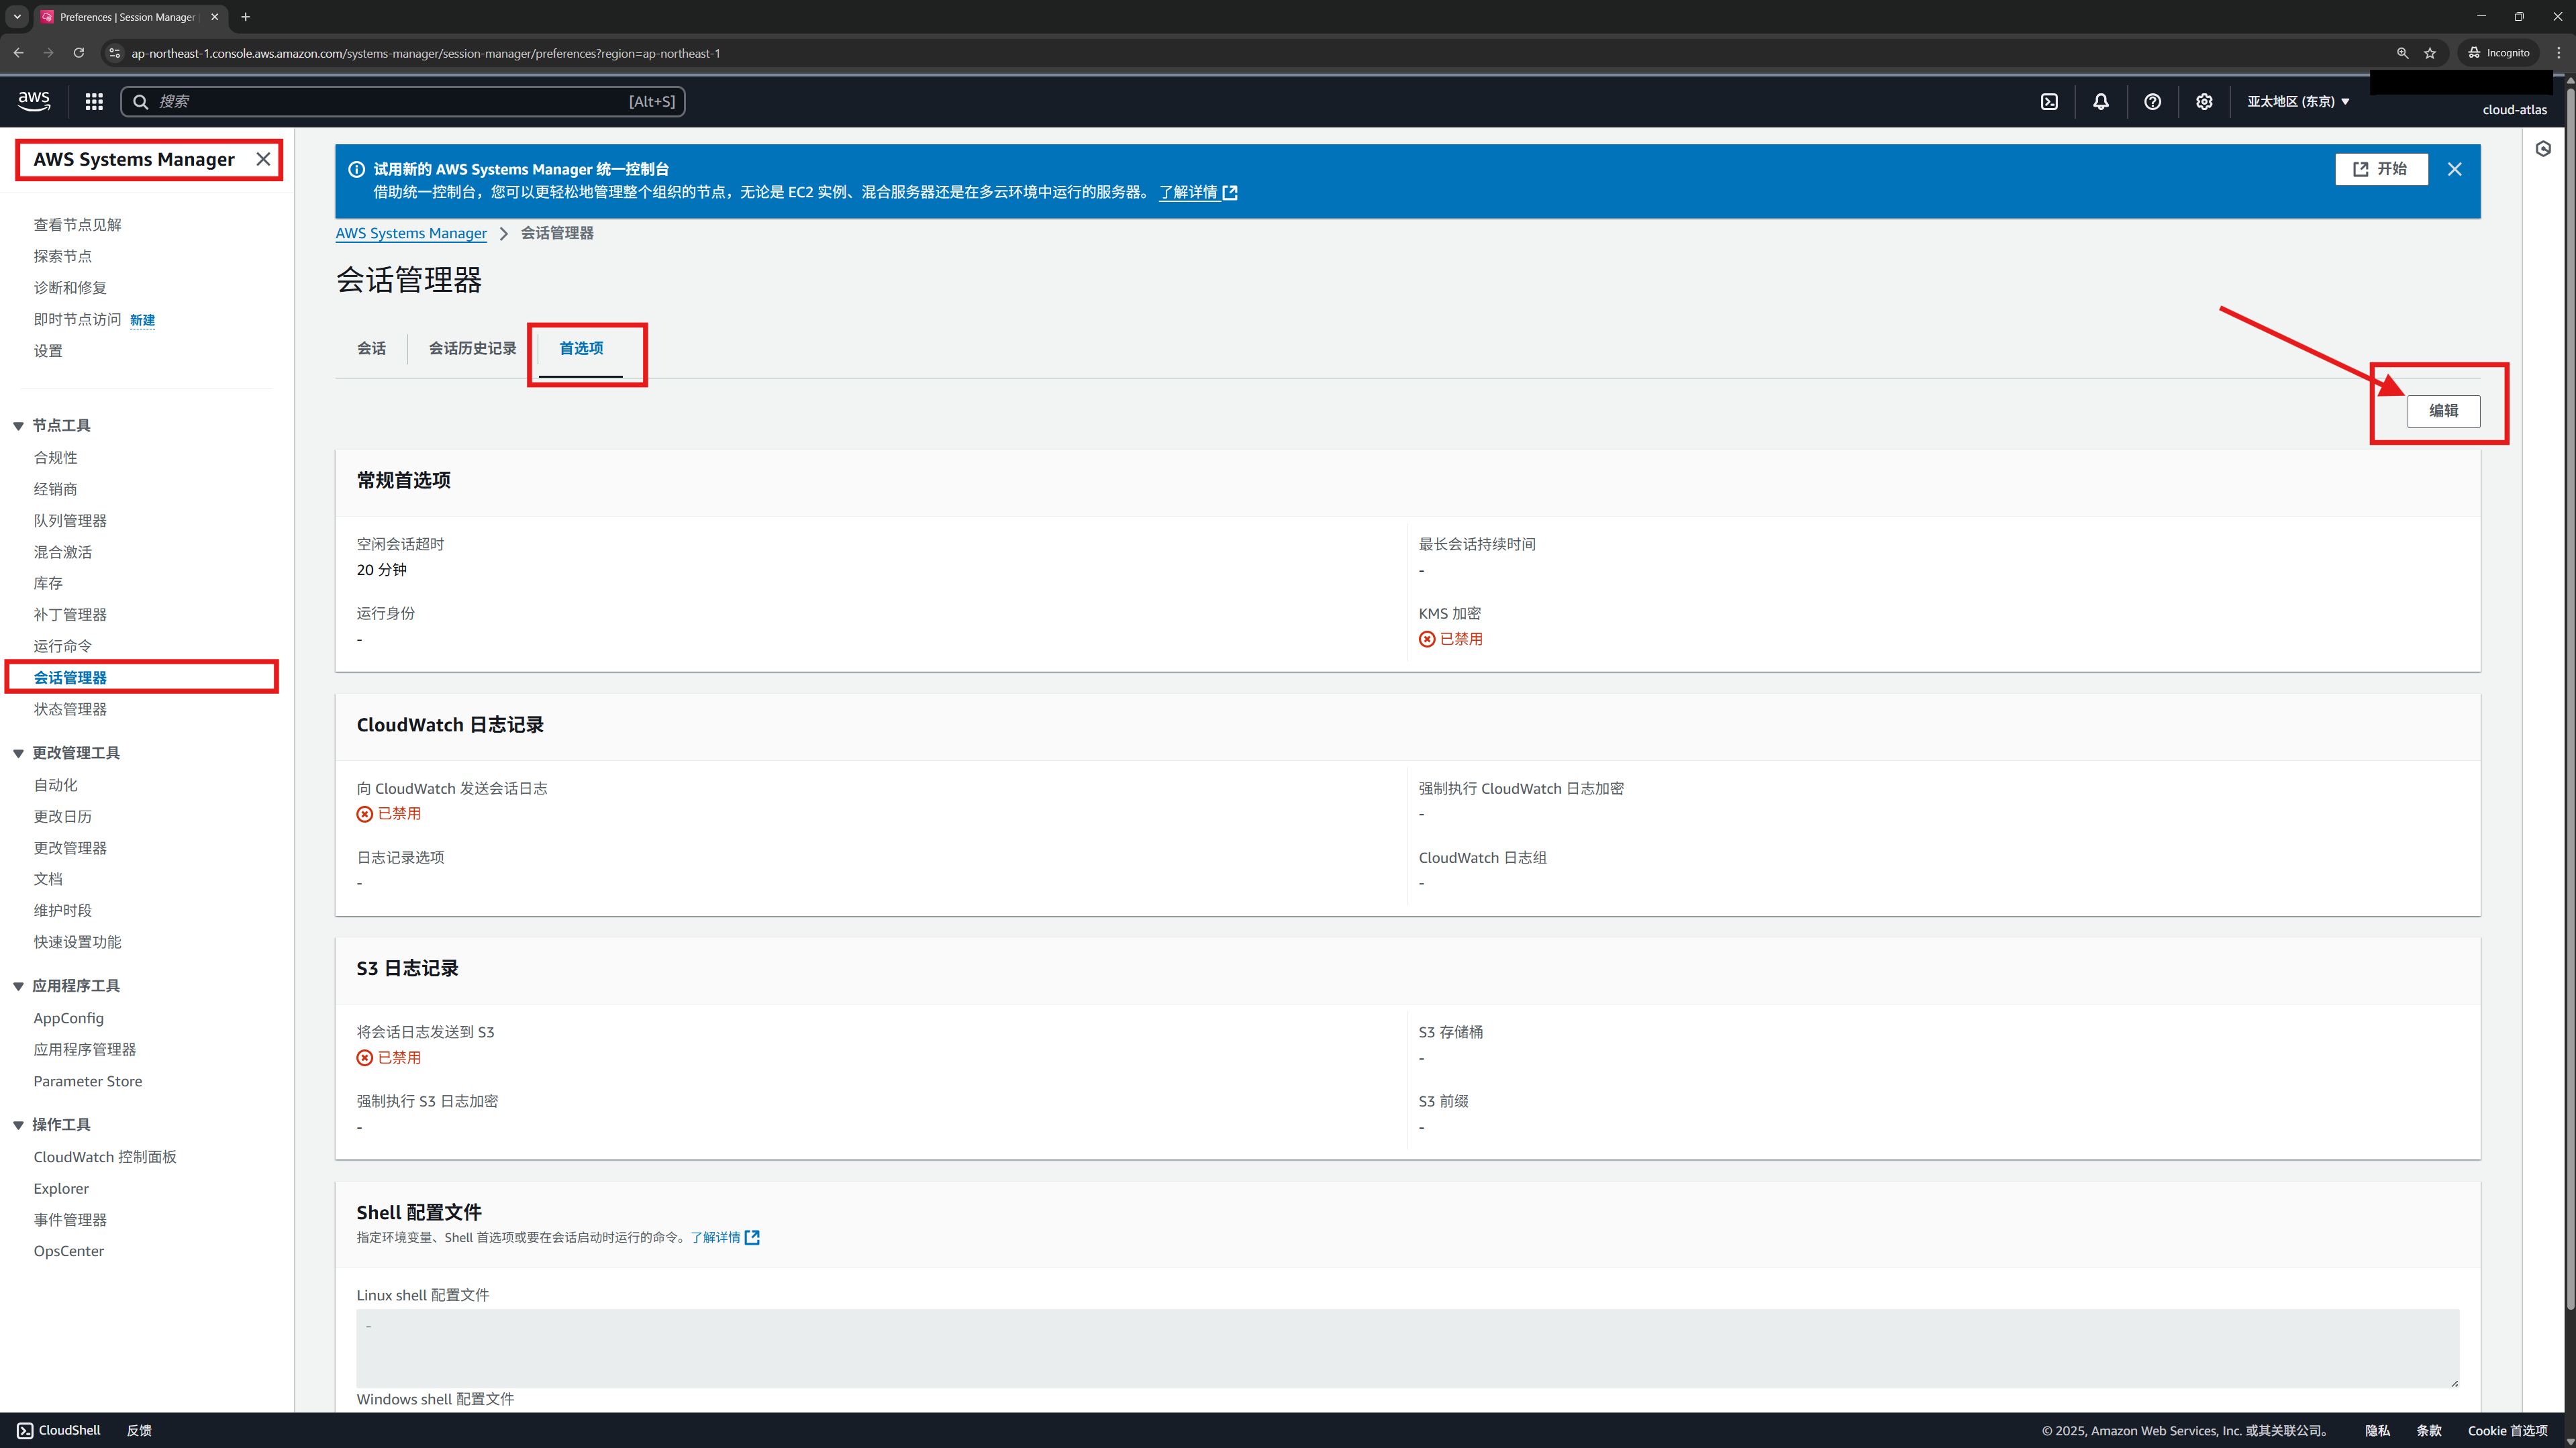 Preferences | Session Manager
ap-northeast-1.console.aws.amazon.com/systems-manager/session-manager/preferences?region=ap-northeast-1
Incognito
aws
搜索
[Alt+S]
亚太地区 (东京)
cloud-atlas
AWS Systems Manager
查看节点见解
探索节点
诊断和修复
即时节点访问 新建
设置
节点工具
合规性
经销商
队列管理器
混合激活
库存
补丁管理器
运行命令
会话管理器
状态管理器
更改管理工具
自动化
更改日历
更改管理器
文档
维护时段
快速设置功能
应用程序工具
AppConfig
应用程序管理器
Parameter Store
操作工具
CloudWatch 控制面板
Explorer
事件管理器
OpsCenter
试用新的 AWS Systems Manager 统一控制台
借助统一控制台，您可以更轻松地管理整个组织的节点，无论是 EC2 实例、混合服务器还是在多云环境中运行的服务器。 了解详情
开始
AWS Systems Manager > 会话管理器
会话管理器
会话 会话历史记录 首选项
编辑
常规首选项
空闲会话超时
20 分钟
运行身份
-
最长会话持续时间
-
KMS 加密
已禁用
CloudWatch 日志记录
向 CloudWatch 发送会话日志
已禁用
日志记录选项
-
强制执行 CloudWatch 日志加密
-
CloudWatch 日志组
-
S3 日志记录
将会话日志发送到 S3
已禁用
强制执行 S3 日志加密
-
S3 存储桶
-
S3 前缀
-
Shell 配置文件
指定环境变量、Shell 首选项或要在会话启动时运行的命令。了解详情
Linux shell 配置文件
-
Windows shell 配置文件
CloudShell 反馈
© 2025, Amazon Web Services, Inc. 或其关联公司。 隐私 条款 Cookie 首选项